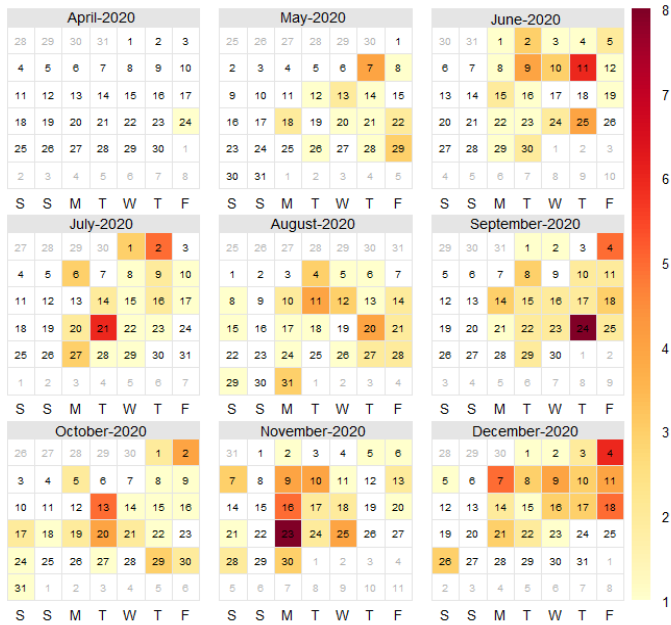 April-2020
28 29 30 31 1 2 3
4 5 6 7 8 9 10
11 12 13 14 15 16 17
18 19 20 21 22 23 24
25 26 27 28 29 30 1
2 3 4 5 6 7 8
S S M T W T F
May-2020
25 26 27 28 29 30 1
2 3 4 5 6 7 8
9 10 11 12 13 14 15
16 17 18 19 20 21 22
23 24 25 26 27 28 29
30 31 1 2 3 4 5
S S M T W T F
June-2020
30 31 1 2 3 4 5
6 7 8 9 10 11 12
13 14 15 16 17 18 19
20 21 22 23 24 25 26
27 28 29 30 1 2 3
4 5 6 7 8 9 10
S S M T W T F
July-2020
27 28 29 30 1 2 3
4 5 6 7 8 9 10
11 12 13 14 15 16 17
18 19 20 21 22 23 24
25 26 27 28 29 30 31
1 2 3 4 5 6 7
S S M T W T F
August-2020
25 26 27 28 29 30 31
1 2 3 4 5 6 7
8 9 10 11 12 13 14
15 16 17 18 19 20 21
22 23 24 25 26 27 28
29 30 31 1 2 3 4
S S M T W T F
September-2020
29 30 31 1 2 3 4
5 6 7 8 9 10 11
12 13 14 15 16 17 18
19 20 21 22 23 24 25
26 27 28 29 30 1 2
3 4 5 6 7 8 9
S S M T W T F
October-2020
26 27 28 29 30 1 2
3 4 5 6 7 8 9
10 11 12 13 14 15 16
17 18 19 20 21 22 23
24 25 26 27 28 29 30
31 1 2 3 4 5 6
S S M T W T F
November-2020
31 1 2 3 4 5 6
7 8 9 10 11 12 13
14 15 16 17 18 19 20
21 22 23 24 25 26 27
28 29 30 1 2 3 4
5 6 7 8 9 10 11
S S M T W T F
December-2020
28 29 30 1 2 3 4
5 6 7 8 9 10 11
12 13 14 15 16 17 18
19 20 21 22 23 24 25
26 27 28 29 30 31 1
2 3 4 5 6 7 8
S S M T W T F
8
7
6
5
4
3
2
1